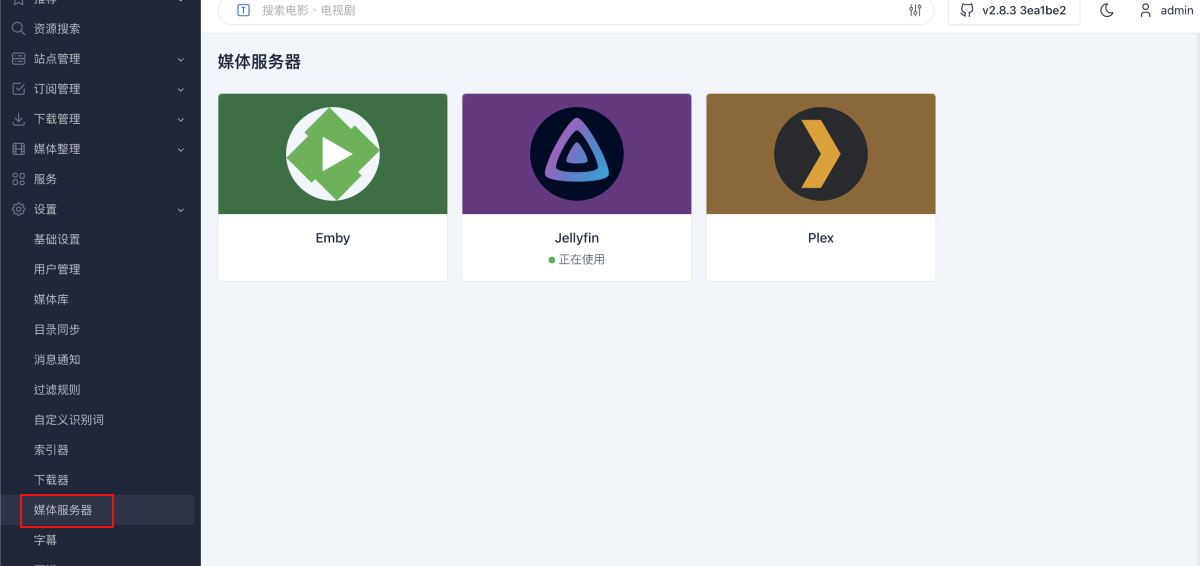 推荐
资源搜索
站点管理
订阅管理
下载管理
媒体整理
服务
设置
基础设置
用户管理
媒体库
目录同步
消息通知
过滤规则
自定义识别词
索引器
下载器
媒体服务器
字幕
T 搜索电影、电视剧
v2.8.3 3ea1be2
admin
媒体服务器
Emby
Jellyfin
正在使用
Plex